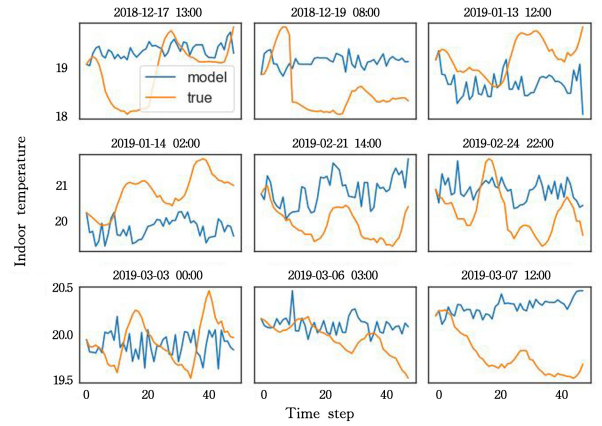 2018-12-17 13:00 2018-12-19 08:00 2019-01-13 12:00
19
18
model
true
2019-01-14 02:00 2019-02-21 14:00 2019-02-24 22:00
21
20
Indoor temperature
2019-03-03 00:00 2019-03-06 03:00 2019-03-07 12:00
20.5
20.0
19.5
0 20 40 0 20 40 0 20 40
Time step